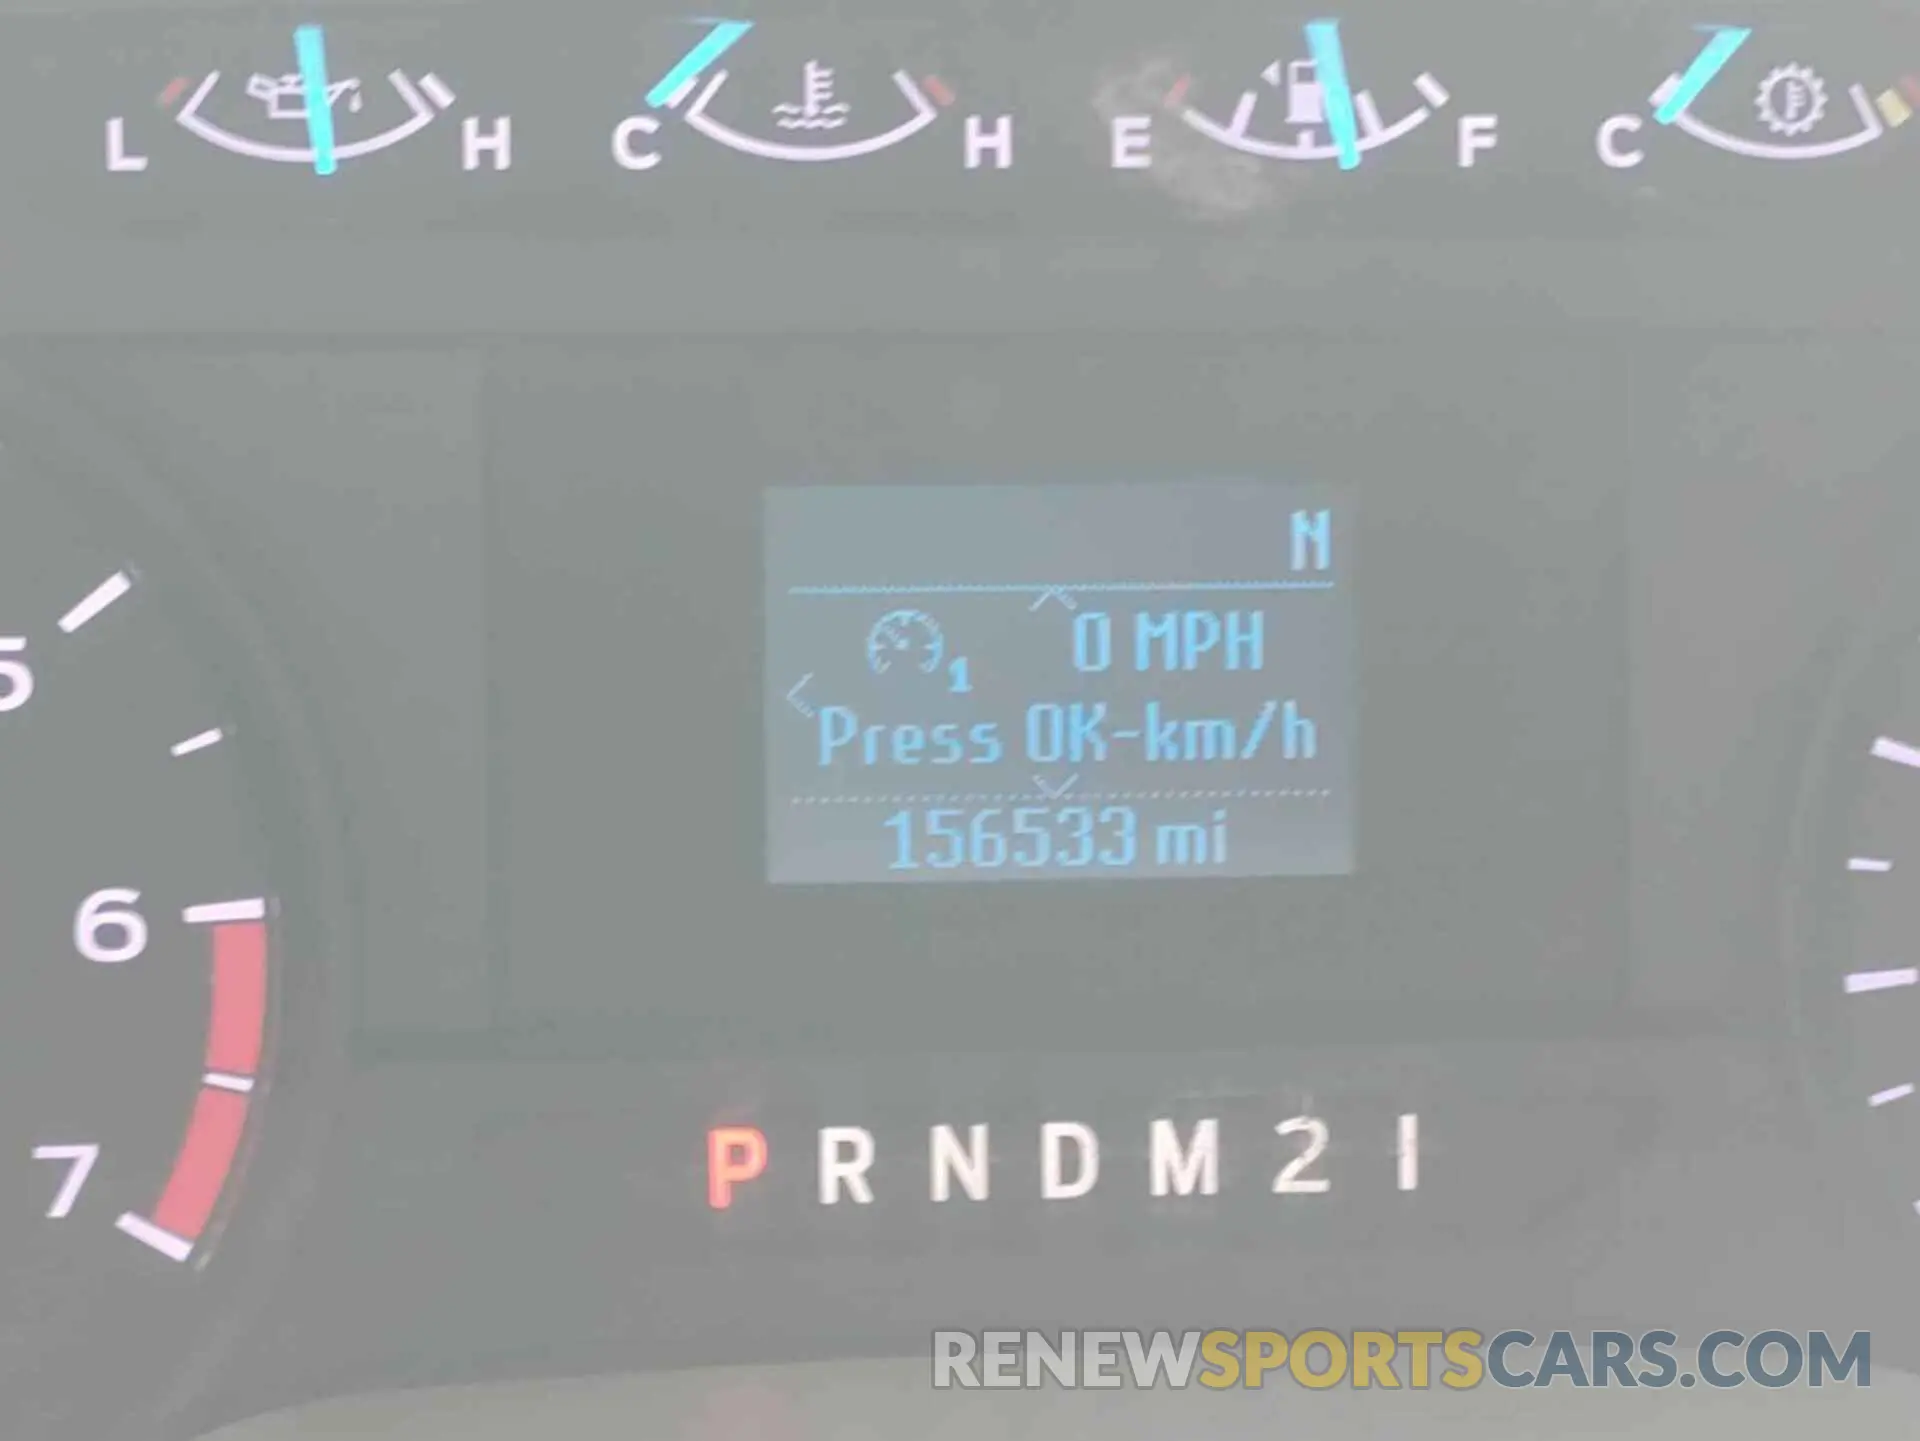 L H C H E F C
N
0 MPH
1
Press OK-km/h
156533 mi
5
6
7
P R N D M 2 1
RENEWSPORTSCARS.COM